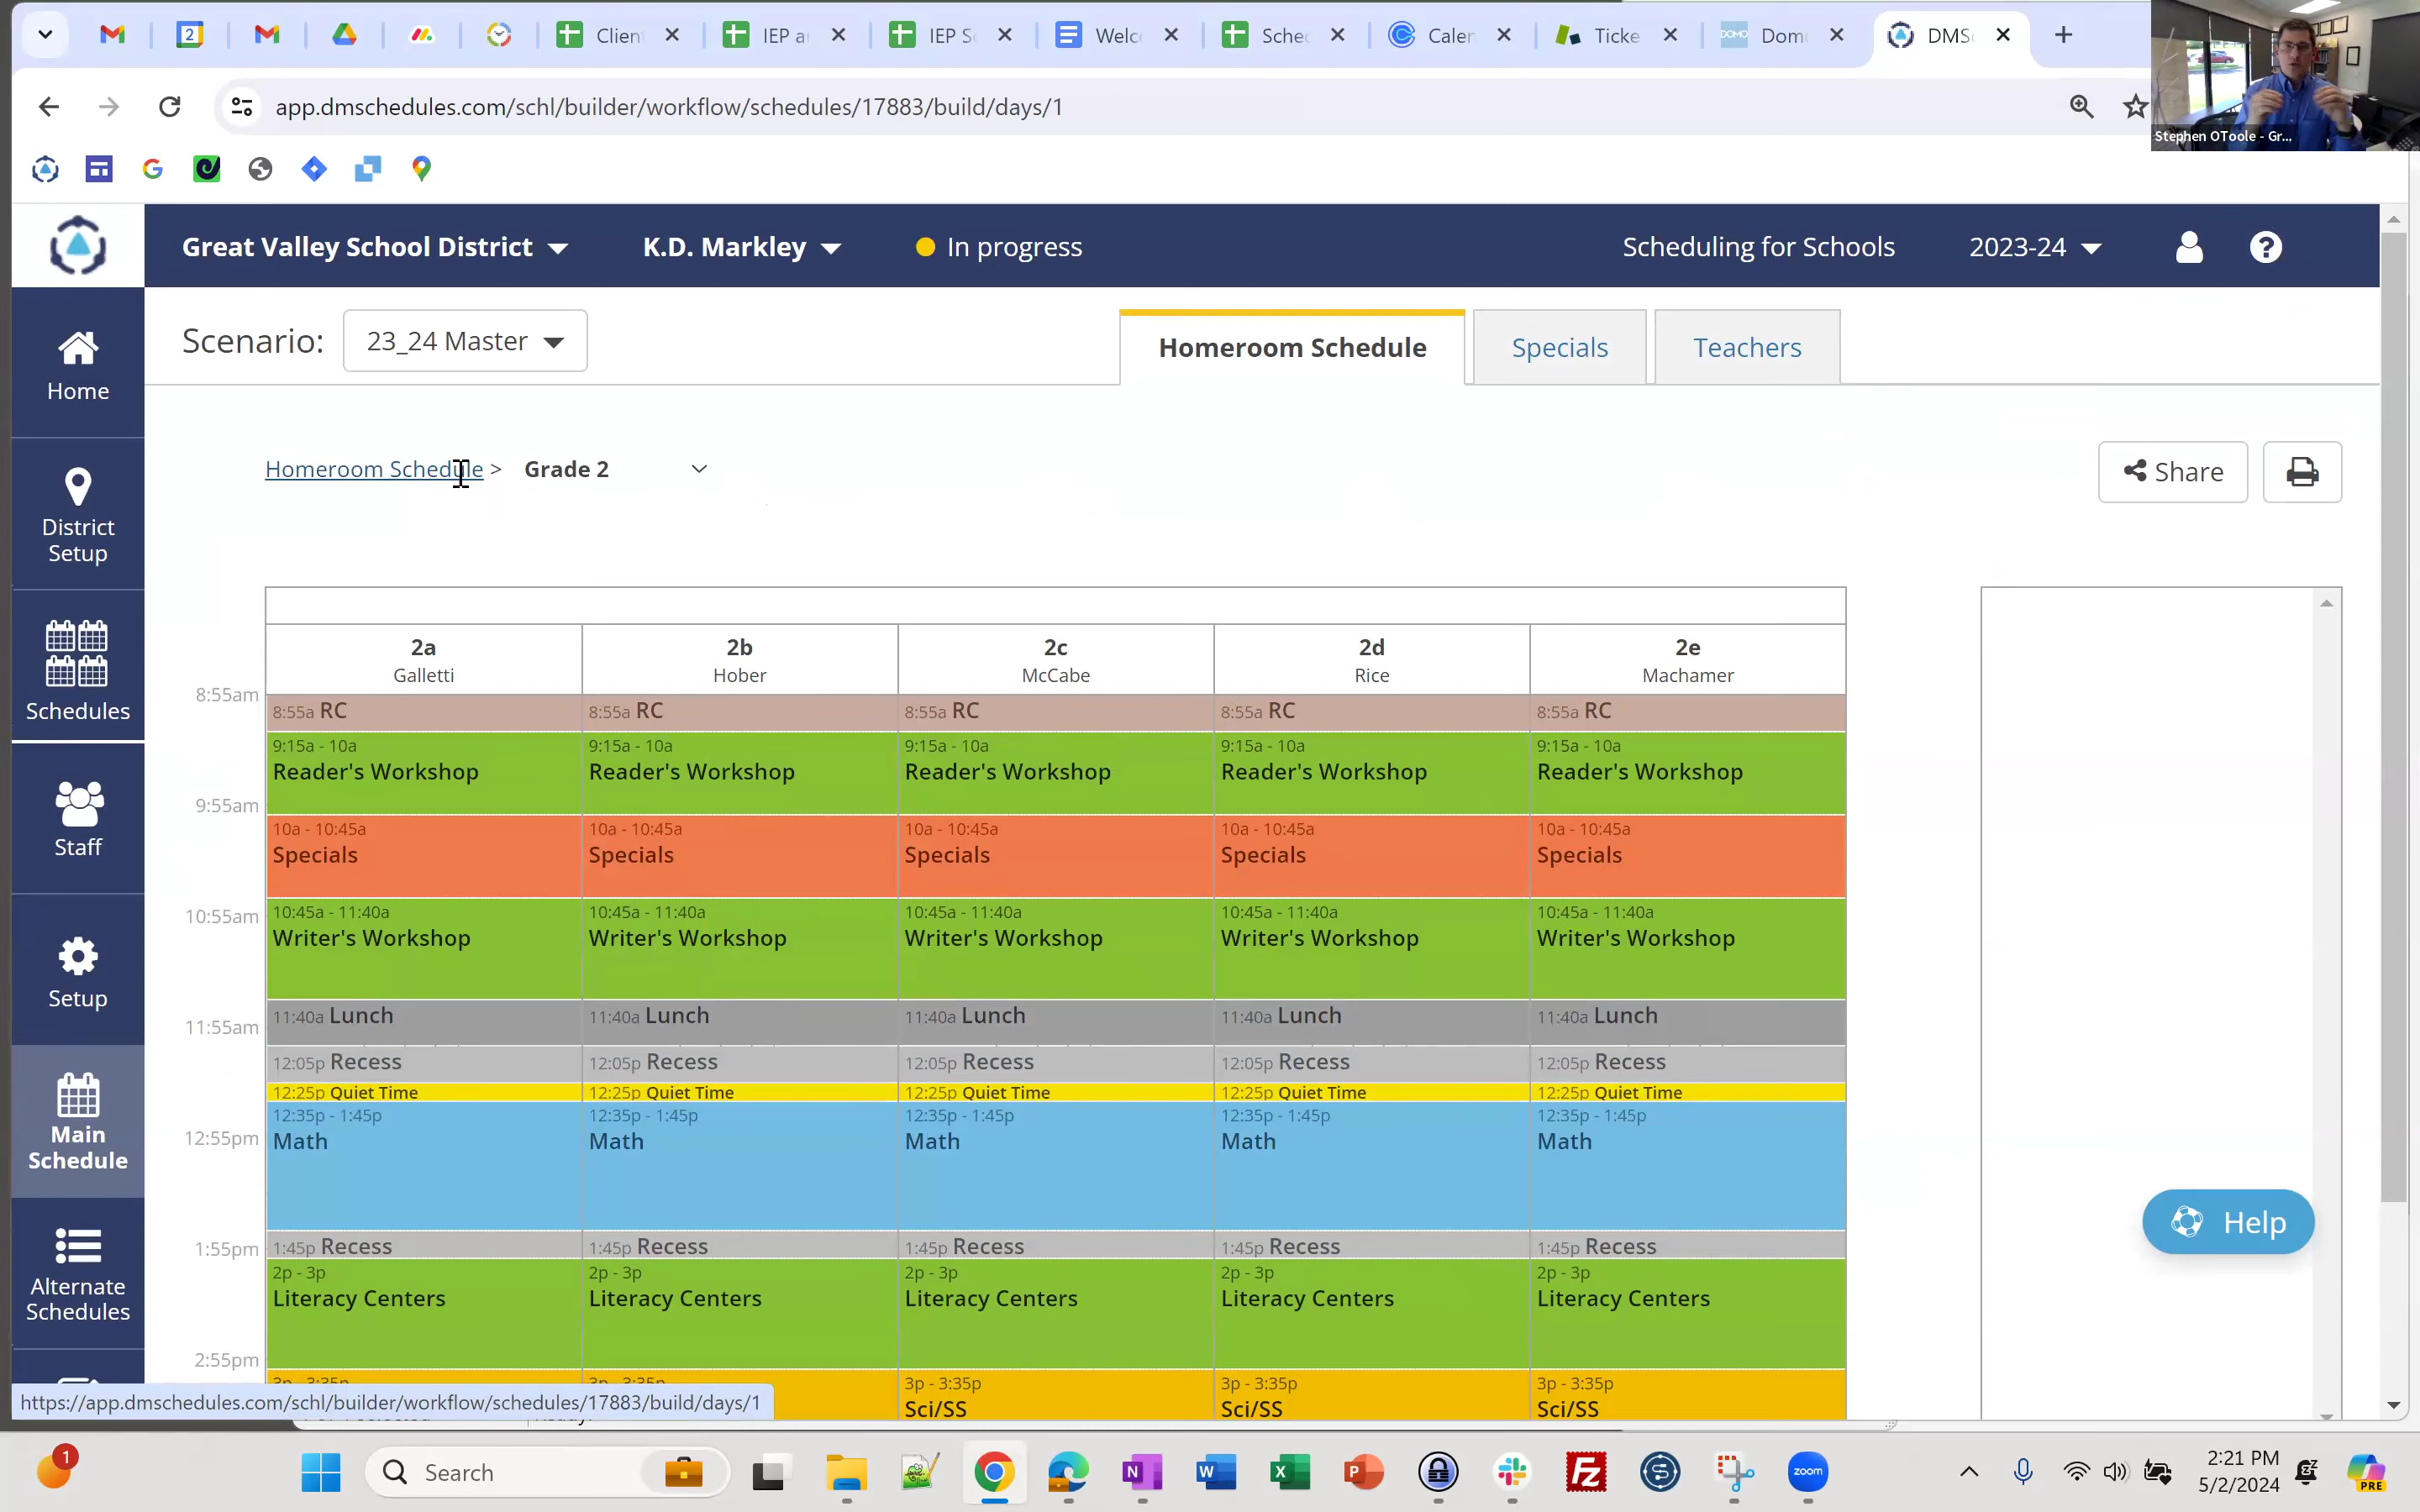 2
Clien
IEP a
IEP S
Welc
Sche
Calen
Ticke
DOMO
Dom
DMS
app.dmschedules.com/schl/builder/workflow/schedules/17883/build/days/1
Stephen OToole - Gr...
Great Valley School District
K.D. Markley
In progress
Scheduling for Schools
2023-24
Scenario:
23_24 Master
Homeroom Schedule
Specials
Teachers
Home
District
Setup
Schedules
Staff
Setup
Main
Schedule
Alternate
Schedules
Homeroom Schedule >
Grade 2
Share
2a
Galletti
2b
Hober
2c
McCabe
2d
Rice
2e
Machamer
8:55am
8:55a RC
8:55a RC
8:55a RC
8:55a RC
8:55a RC
9:15a - 10a
Reader's Workshop
9:15a - 10a
Reader's Workshop
9:15a - 10a
Reader's Workshop
9:15a - 10a
Reader's Workshop
9:15a - 10a
Reader's Workshop
9:55am
10a - 10:45a
Specials
10a - 10:45a
Specials
10a - 10:45a
Specials
10a - 10:45a
Specials
10a - 10:45a
Specials
10:55am
10:45a - 11:40a
Writer's Workshop
10:45a - 11:40a
Writer's Workshop
10:45a - 11:40a
Writer's Workshop
10:45a - 11:40a
Writer's Workshop
10:45a - 11:40a
Writer's Workshop
11:40a Lunch
11:40a Lunch
11:40a Lunch
11:40a Lunch
11:40a Lunch
11:55am
12:05p Recess
12:05p Recess
12:05p Recess
12:05p Recess
12:05p Recess
12:25p Quiet Time
12:25p Quiet Time
12:25p Quiet Time
12:25p Quiet Time
12:25p Quiet Time
12:35p - 1:45p
Math
12:35p - 1:45p
Math
12:35p - 1:45p
Math
12:35p - 1:45p
Math
12:35p - 1:45p
Math
12:55pm
1:45p Recess
1:45p Recess
1:45p Recess
1:45p Recess
1:45p Recess
1:55pm
2p - 3p
Literacy Centers
2p - 3p
Literacy Centers
2p - 3p
Literacy Centers
2p - 3p
Literacy Centers
2p - 3p
Literacy Centers
2:55pm
3p - 3:35p
3p - 3:35p
3p - 3:35p
Sci/SS
3p - 3:35p
Sci/SS
3p - 3:35p
Sci/SS
Help
https://app.dmschedules.com/schl/builder/workflow/schedules/17883/build/days/1
1
Search
zoom
2:21 PM
5/2/2024
PRE